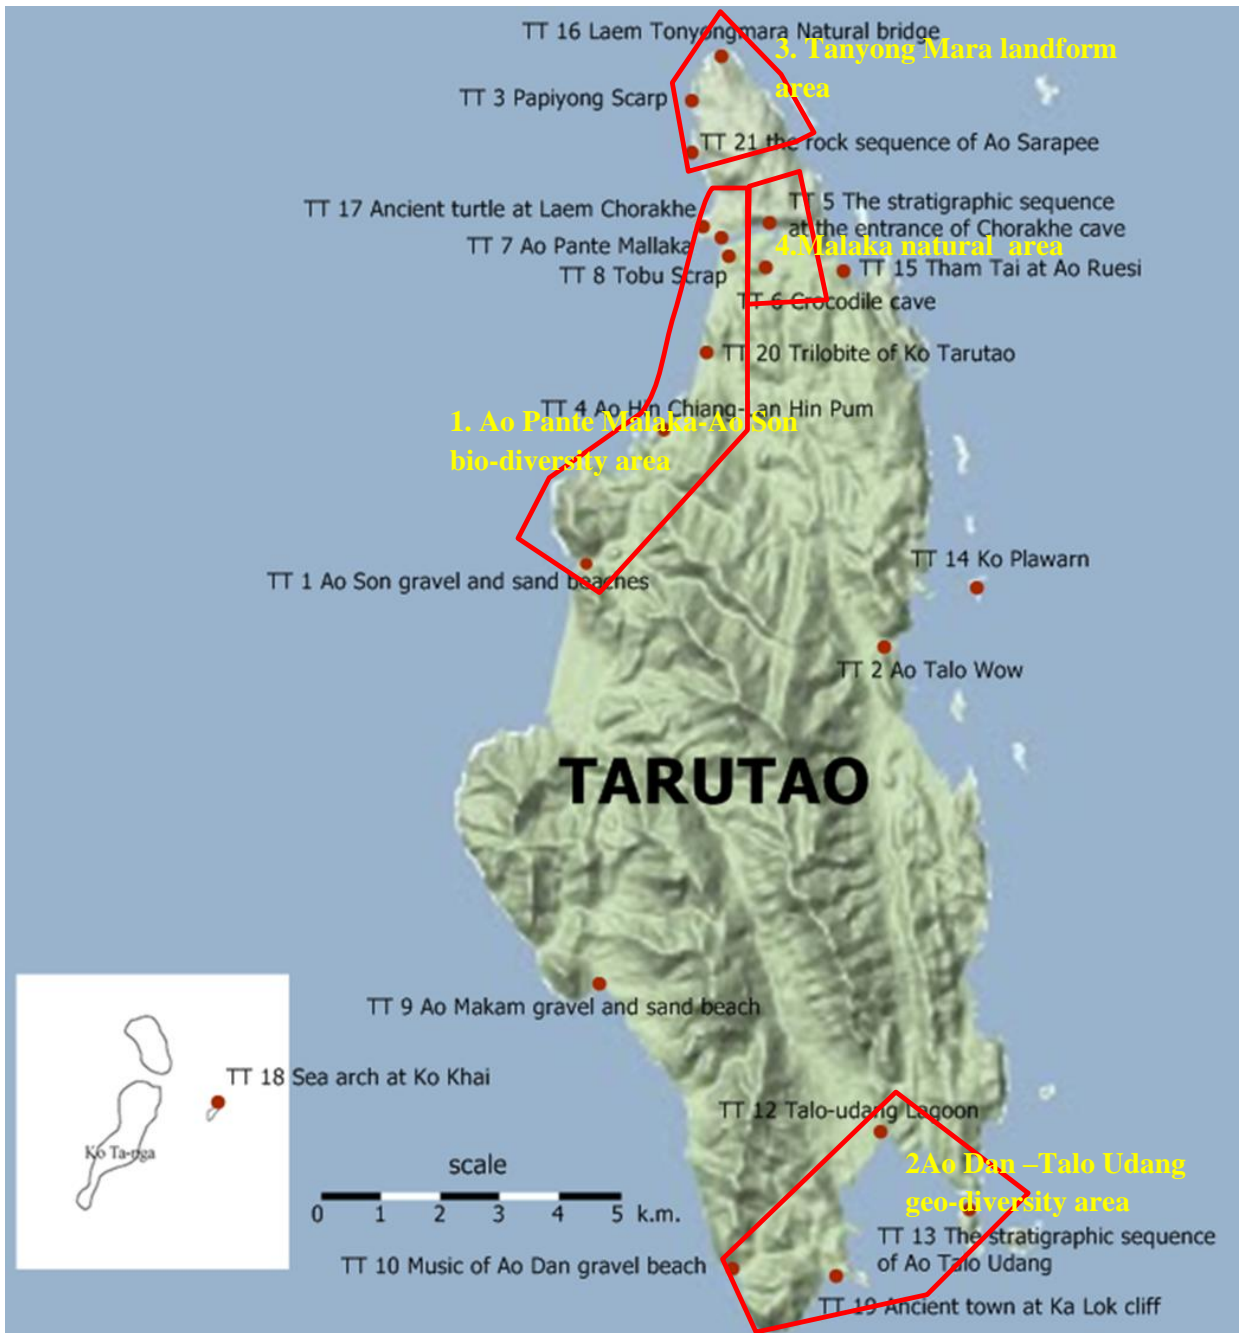 TT 16 Laem Tonyongmara Natural bridge
3. Tanyong Mara landform
area
TT 3 Papiyong Scarp
TT 21 the rock sequence of Ao Sarapee
TT 17 Ancient turtle at Laem Chorakhe
TT 5 The stratigraphic sequence
at the entrance of Chorakhe cave
TT 7 Ao Pante Mallaka
4.Malaka natural area
TT 8 Tobu Scrap
TT 15 Tham Tai at Ao Ruesi
TT 6 Crocodile cave
TT 20 Trilobite of Ko Tarutao
TT 4 Ao Hin Chiang-Lan Hin Pum
1. Ao Pante Malaka-Ao Son
bio-diversity area
TT 14 Ko Plawarn
TT 1 Ao Son gravel and sand beaches
TT 2 Ao Talo Wow
TARUTAO
TT 9 Ao Makam gravel and sand beach
TT 18 Sea arch at Ko Khai
Ko Ta-nga
TT 12 Talo-udang Lagoon
scale
0 1 2 3 4 5 k.m.
2Ao Dan –Talo Udang
geo-diversity area
TT 13 The stratigraphic sequence
of Ao Talo Udang
TT 10 Music of Ao Dan gravel beach
TT 19 Ancient town at Ka Lok cliff